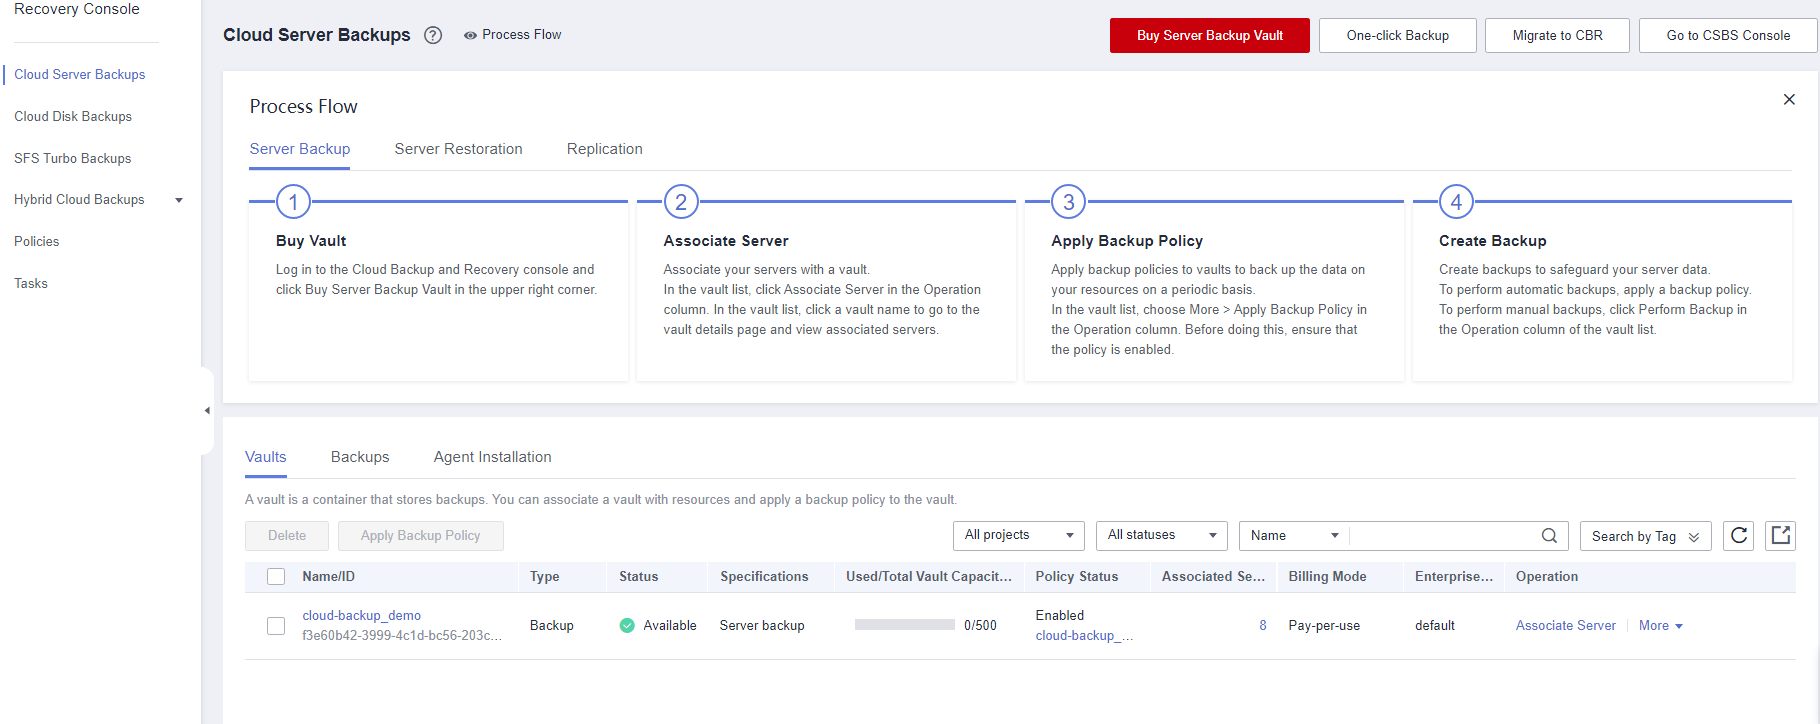 Recovery Console
Cloud Server Backups
Cloud Disk Backups
SFS Turbo Backups
Hybrid Cloud Backups
Policies
Tasks
Cloud Server Backups ? Process Flow
Buy Server Backup Vault
One-click Backup
Migrate to CBR
Go to CSBS Console
Process Flow
Server Backup
Server Restoration
Replication
1
Buy Vault
Log in to the Cloud Backup and Recovery console and
click Buy Server Backup Vault in the upper right corner.
2
Associate Server
Associate your servers with a vault.
In the vault list, click Associate Server in the Operation
column. In the vault list, click a vault name to go to the
vault details page and view associated servers.
3
Apply Backup Policy
Apply backup policies to vaults to back up the data on
your resources on a periodic basis.
In the vault list, choose More > Apply Backup Policy in
the Operation column. Before doing this, ensure that
the policy is enabled.
4
Create Backup
Create backups to safeguard your server data.
To perform automatic backups, apply a backup policy.
To perform manual backups, click Perform Backup in
the Operation column of the vault list.
Vaults
Backups
Agent Installation
A vault is a container that stores backups. You can associate a vault with resources and apply a backup policy to the vault.
Delete
Apply Backup Policy
All projects
All statuses
Name
Search by Tag
Name/ID
Type
Status
Specifications
Used/Total Vault Capacit...
Policy Status
Associated Se...
Billing Mode
Enterprise...
Operation
cloud-backup_demo
f3e60b42-3999-4c1d-bc56-203c...
Backup
Available
Server backup
0/500
Enabled
cloud-backup_...
8
Pay-per-use
default
Associate Server
More